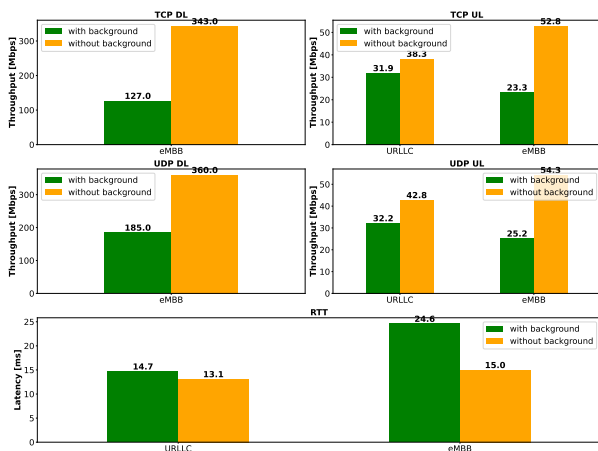 TCP DL
Throughput [Mbps]
300
200
100
0
with background
without background
127.0
343.0
eMBB
TCP UL
Throughput [Mbps]
50
40
30
20
10
0
with background
without background
31.9
38.3
23.3
52.8
URLLC
eMBB
UDP DL
Throughput [Mbps]
300
200
100
0
with background
without background
185.0
360.0
eMBB
UDP UL
Throughput [Mbps]
50
40
30
20
10
0
with background
without background
32.2
42.8
25.2
54.3
URLLC
eMBB
RTT
Latency [ms]
25
20
15
10
5
0
with background
without background
14.7
13.1
24.6
15.0
URLLC
eMBB